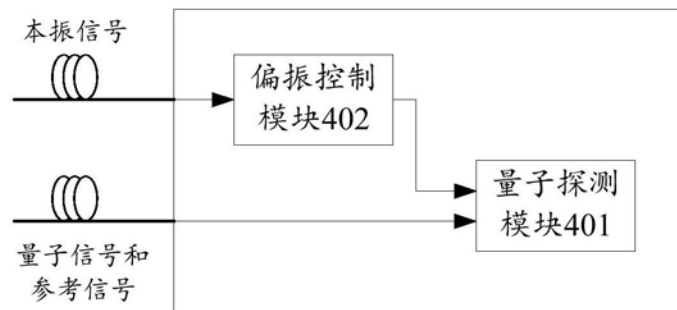 本振信号
偏振控制
模块402
量子探测
模块401
量子信号和
参考信号